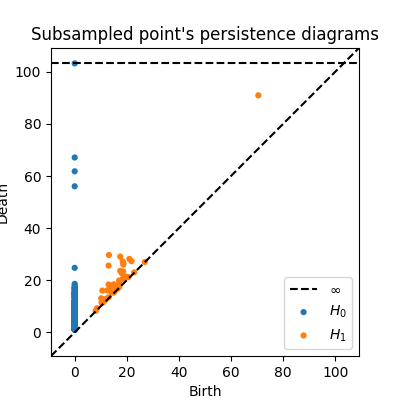 Subsampled point's persistence diagrams
100
80
60
40
20
0
Death
0 20 40 60 80 100
Birth
∞
H₀
H₁